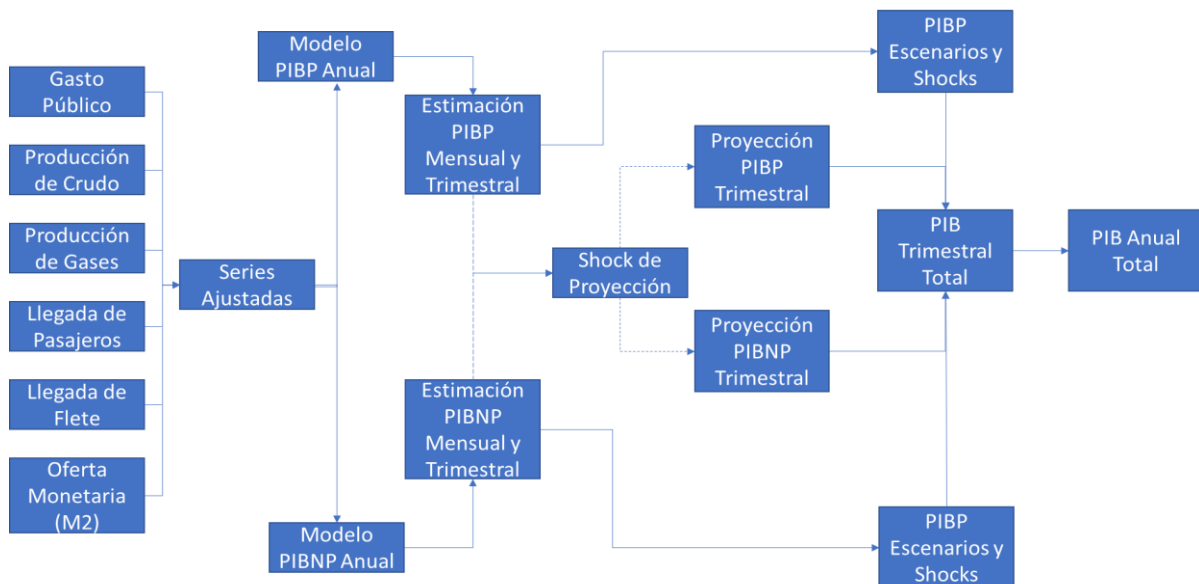 Gasto
Público
Producción
de Crudo
Producción
de Gases
Llegada de
Pasajeros
Llegada de
Flete
Oferta
Monetaria
(M2)
Series
Ajustadas
Modelo
PIBP Anual
Modelo
PIBNP Anual
Estimación
PIBP
Mensual y
Trimestral
Estimación
PIBNP
Mensual y
Trimestral
Shock de
Proyección
Proyección
PIBP
Trimestral
Proyección
PIBNP
Trimestral
PIBP
Escenarios y
Shocks
PIB
Trimestral
Total
PIBP
Escenarios y
Shocks
PIB Anual
Total